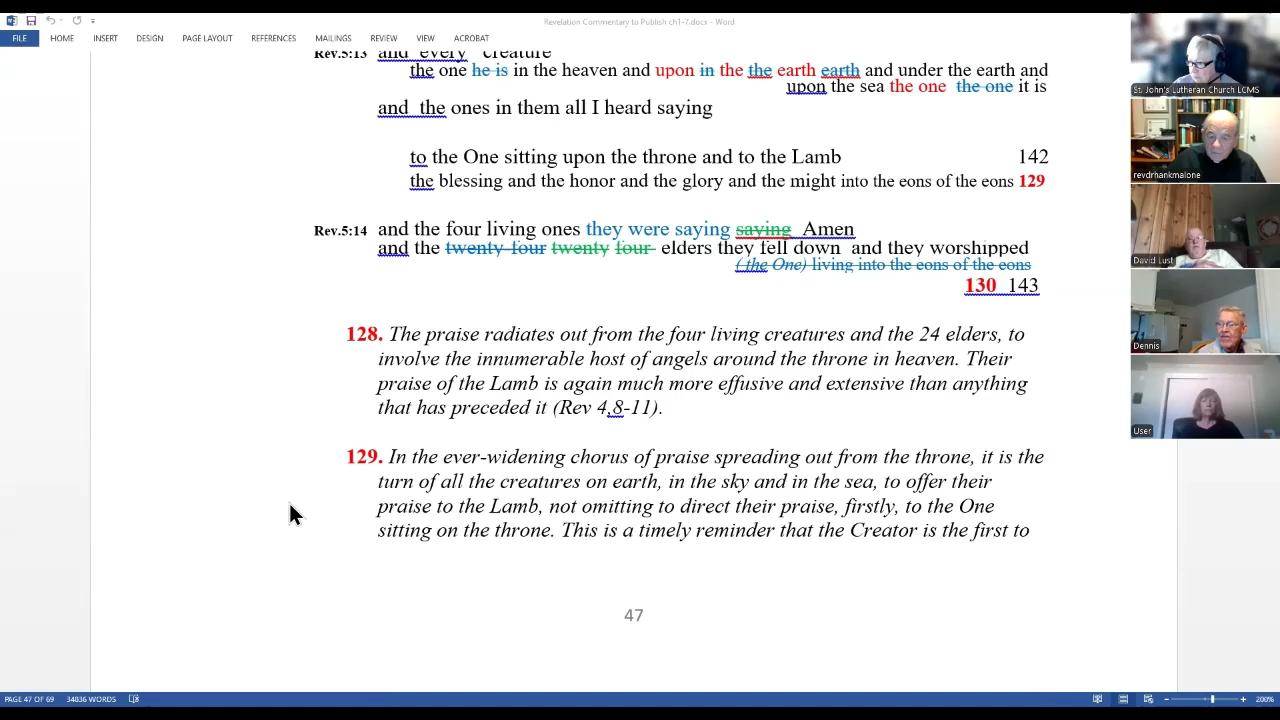 Revelation Commentary to Publish ch1-7.docx - Word
FILE HOME INSERT DESIGN PAGE LAYOUT REFERENCES MAILINGS REVIEW VIEW ACROBAT
Rev.5:13 and every creature
the one he is in the heaven and upon in the the earth earth and under the earth and
upon the sea the one the one it is
and the ones in them all I heard saying
to the One sitting upon the throne and to the Lamb 142
the blessing and the honor and the glory and the might into the eons of the eons 129
Rev.5:14 and the four living ones they were saying saying Amen
and the twenty-four twenty four elders they fell down and they worshipped
(the One) living into the eons of the eons
130 143
128. The praise radiates out from the four living creatures and the 24 elders, to
involve the innumerable host of angels around the throne in heaven. Their
praise of the Lamb is again much more effusive and extensive than anything
that has preceded it (Rev 4,8-11).
129. In the ever-widening chorus of praise spreading out from the throne, it is the
turn of all the creatures on earth, in the sky and in the sea, to offer their
praise to the Lamb, not omitting to direct their praise, firstly, to the One
sitting on the throne. This is a timely reminder that the Creator is the first to
47
PAGE 47 OF 69 34836 WORDS
200%
St. John's Lutheran Church LCMS
revdrhankmalone
David Lust
Dennis
User